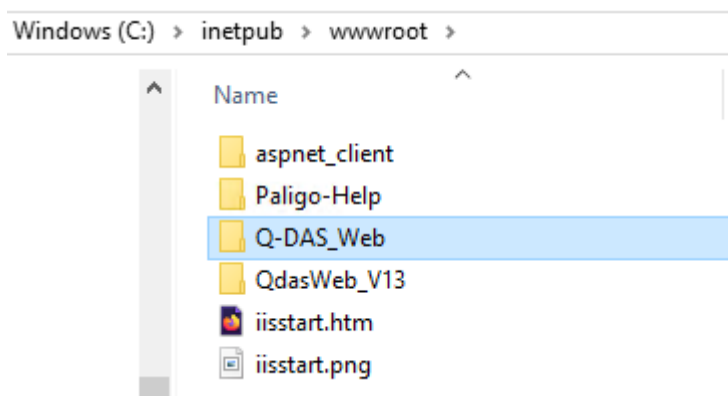 Windows (C:) > inetpub > wwwroot >
Name
aspnet_client
Paligo-Help
Q-DAS_Web
QdasWeb_V13
iisstart.htm
iisstart.png